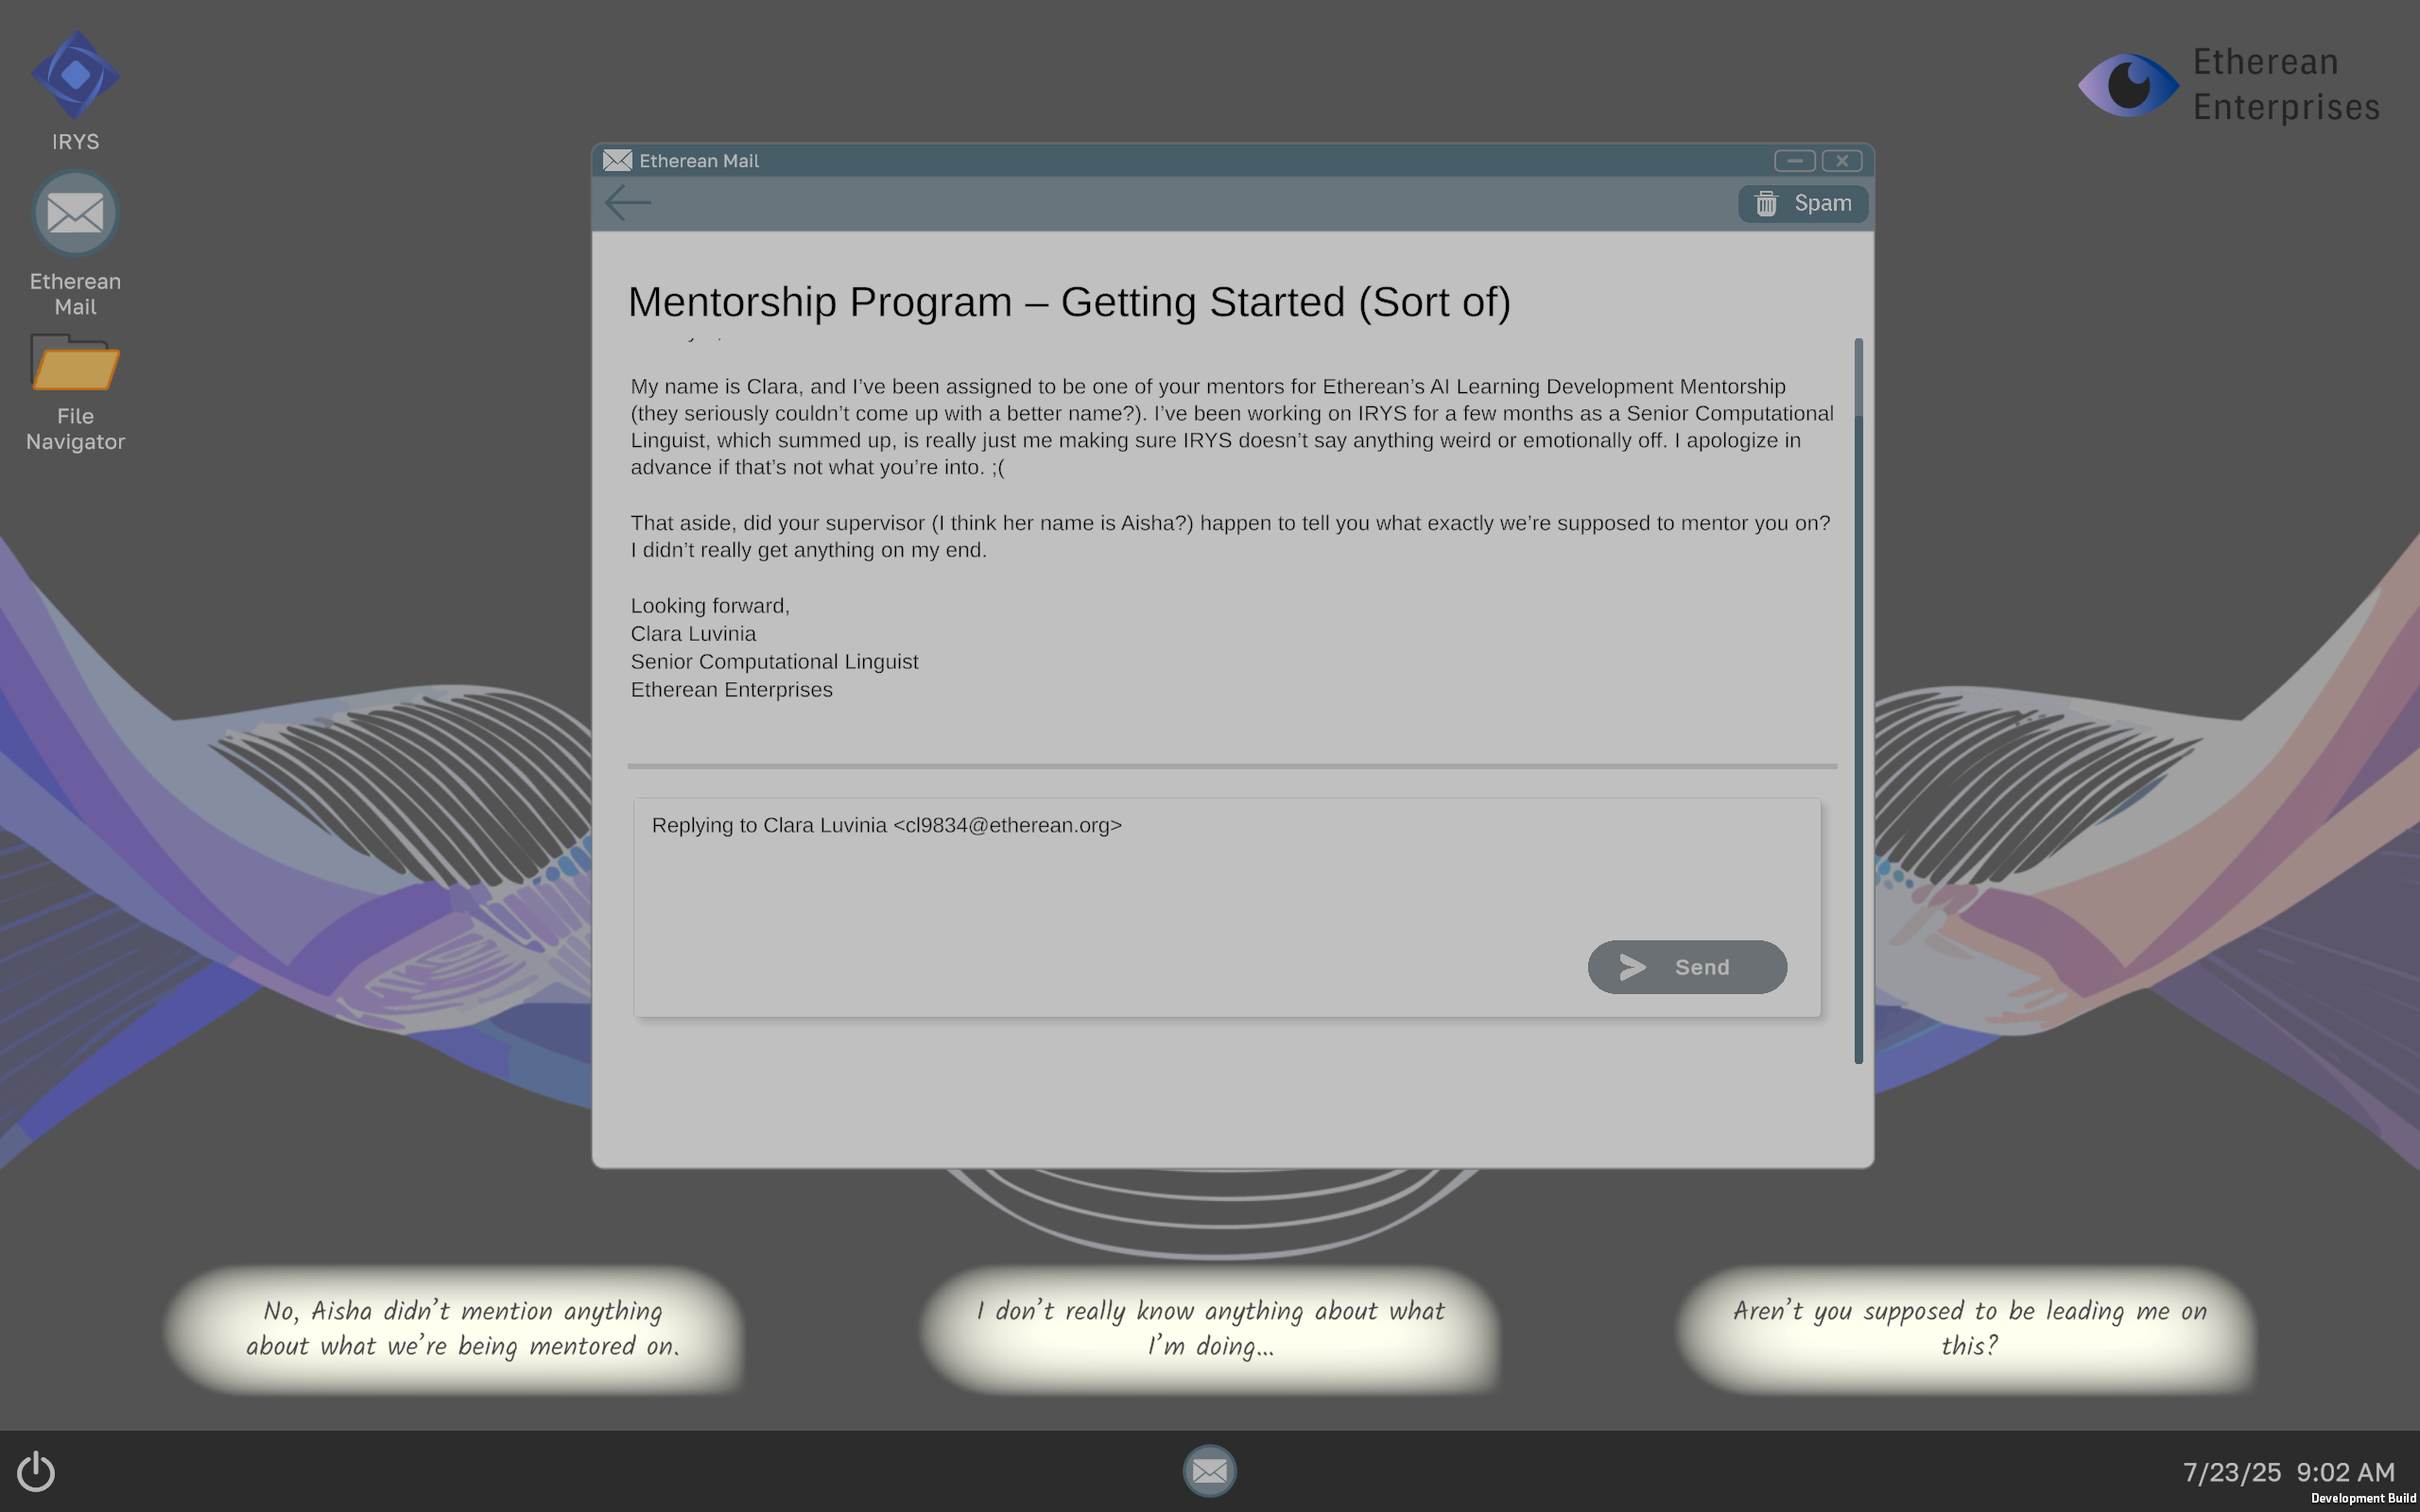 IRYS
Etherean
Mail
File
Navigator
Etherean
Enterprises
Etherean Mail
Spam
Mentorship Program – Getting Started (Sort of)
My name is Clara, and I’ve been assigned to be one of your mentors for Etherean’s AI Learning Development Mentorship
(they seriously couldn’t come up with a better name?). I’ve been working on IRYS for a few months as a Senior Computational
Linguist, which summed up, is really just me making sure IRYS doesn’t say anything weird or emotionally off. I apologize in
advance if that’s not what you’re into. ;(
That aside, did your supervisor (I think her name is Aisha?) happen to tell you what exactly we’re supposed to mentor you on?
I didn’t really get anything on my end.
Looking forward,
Clara Luvinia
Senior Computational Linguist
Etherean Enterprises
Replying to Clara Luvinia <cl9834@etherean.org>
Send
No, Aisha didn’t mention anything
about what we’re being mentored on.
I don’t really know anything about what
I’m doing...
Aren’t you supposed to be leading me on
this?
7/23/25 9:02 AM
Development Build